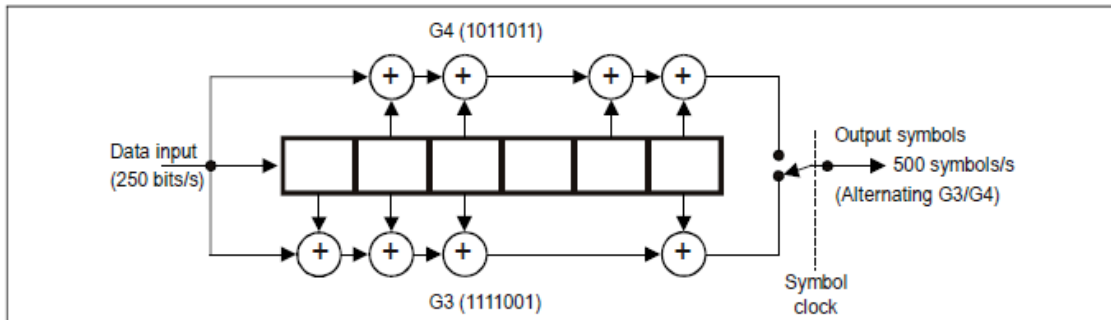 G4 (1011011)
+ + + +
Data input
(250 bits/s)
Output symbols
500 symbols/s
(Alternating G3/G4)
+ + + +
G3 (1111001)
Symbol
clock